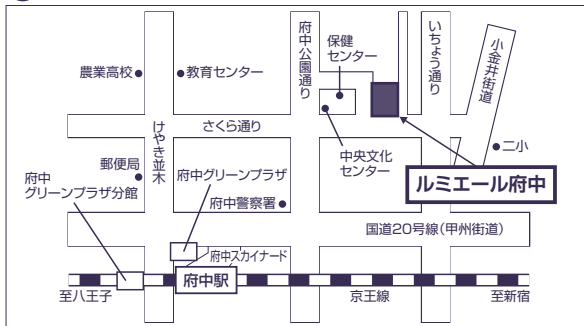 府中公園通り
保健
センター
いちょう通り
小金井街道
農業高校
教育センター
けやき並木
さくら通り
中央文化
センター
二小
ルミエール府中
郵便局
府中グリーンプラザ
府中
グリーンプラザ分館
府中警察署
国道20号線(甲州街道)
府中スカイナード
府中駅
至八王子
京王線
至新宿